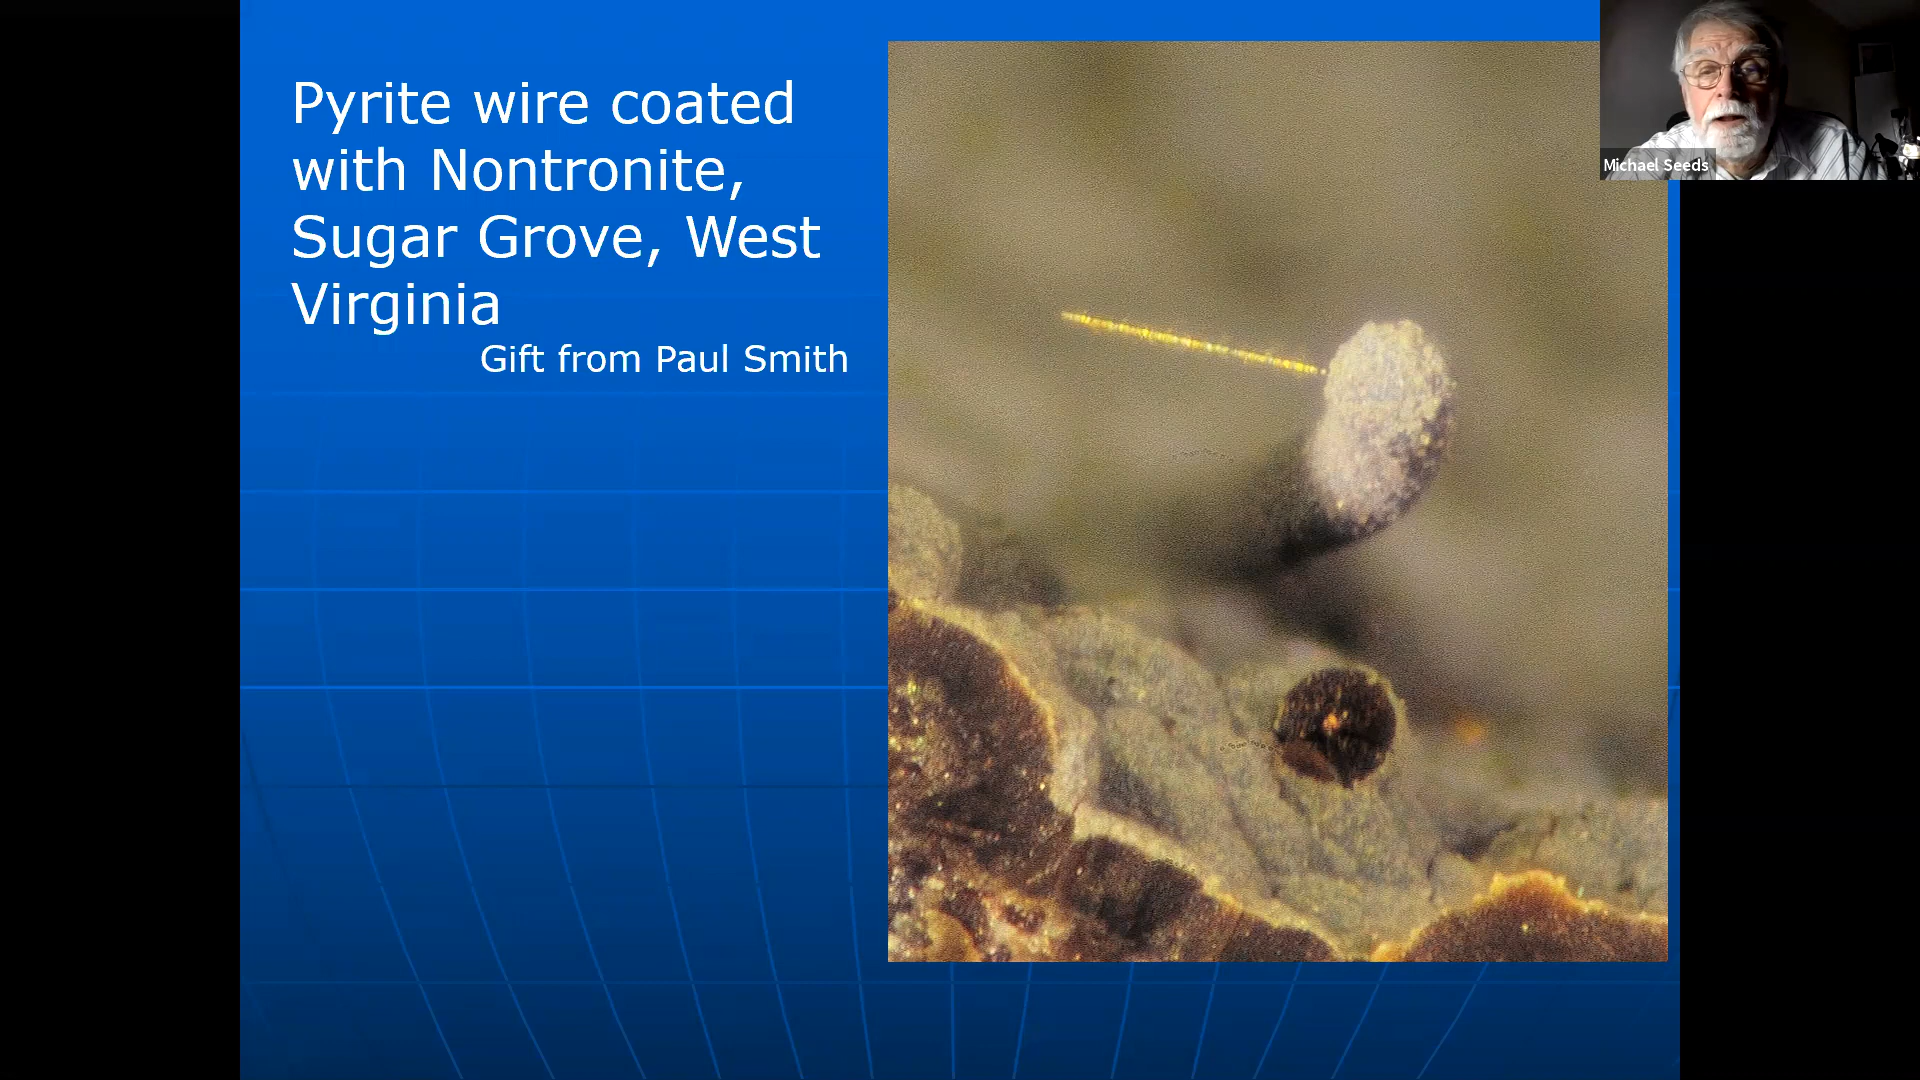 Pyrite wire coated
with Nontronite,
Sugar Grove, West
Virginia
Gift from Paul Smith
Michael Seeds